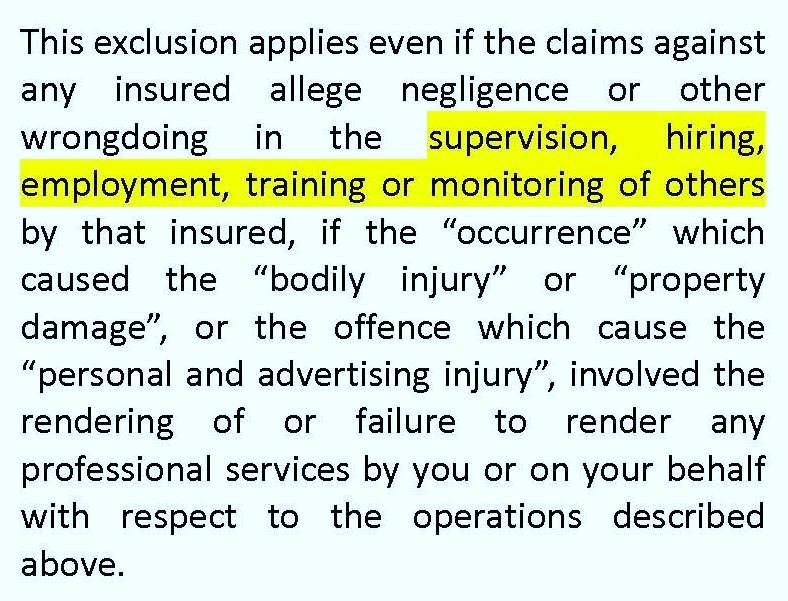 This exclusion applies even if the claims against
any insured allege negligence or other
wrongdoing in the supervision, hiring,
employment, training or monitoring of others
by that insured, if the “occurrence” which
caused the “bodily injury” or “property
damage”, or the offence which cause the
“personal and advertising injury”, involved the
rendering of or failure to render any
professional services by you or on your behalf
with respect to the operations described
above.